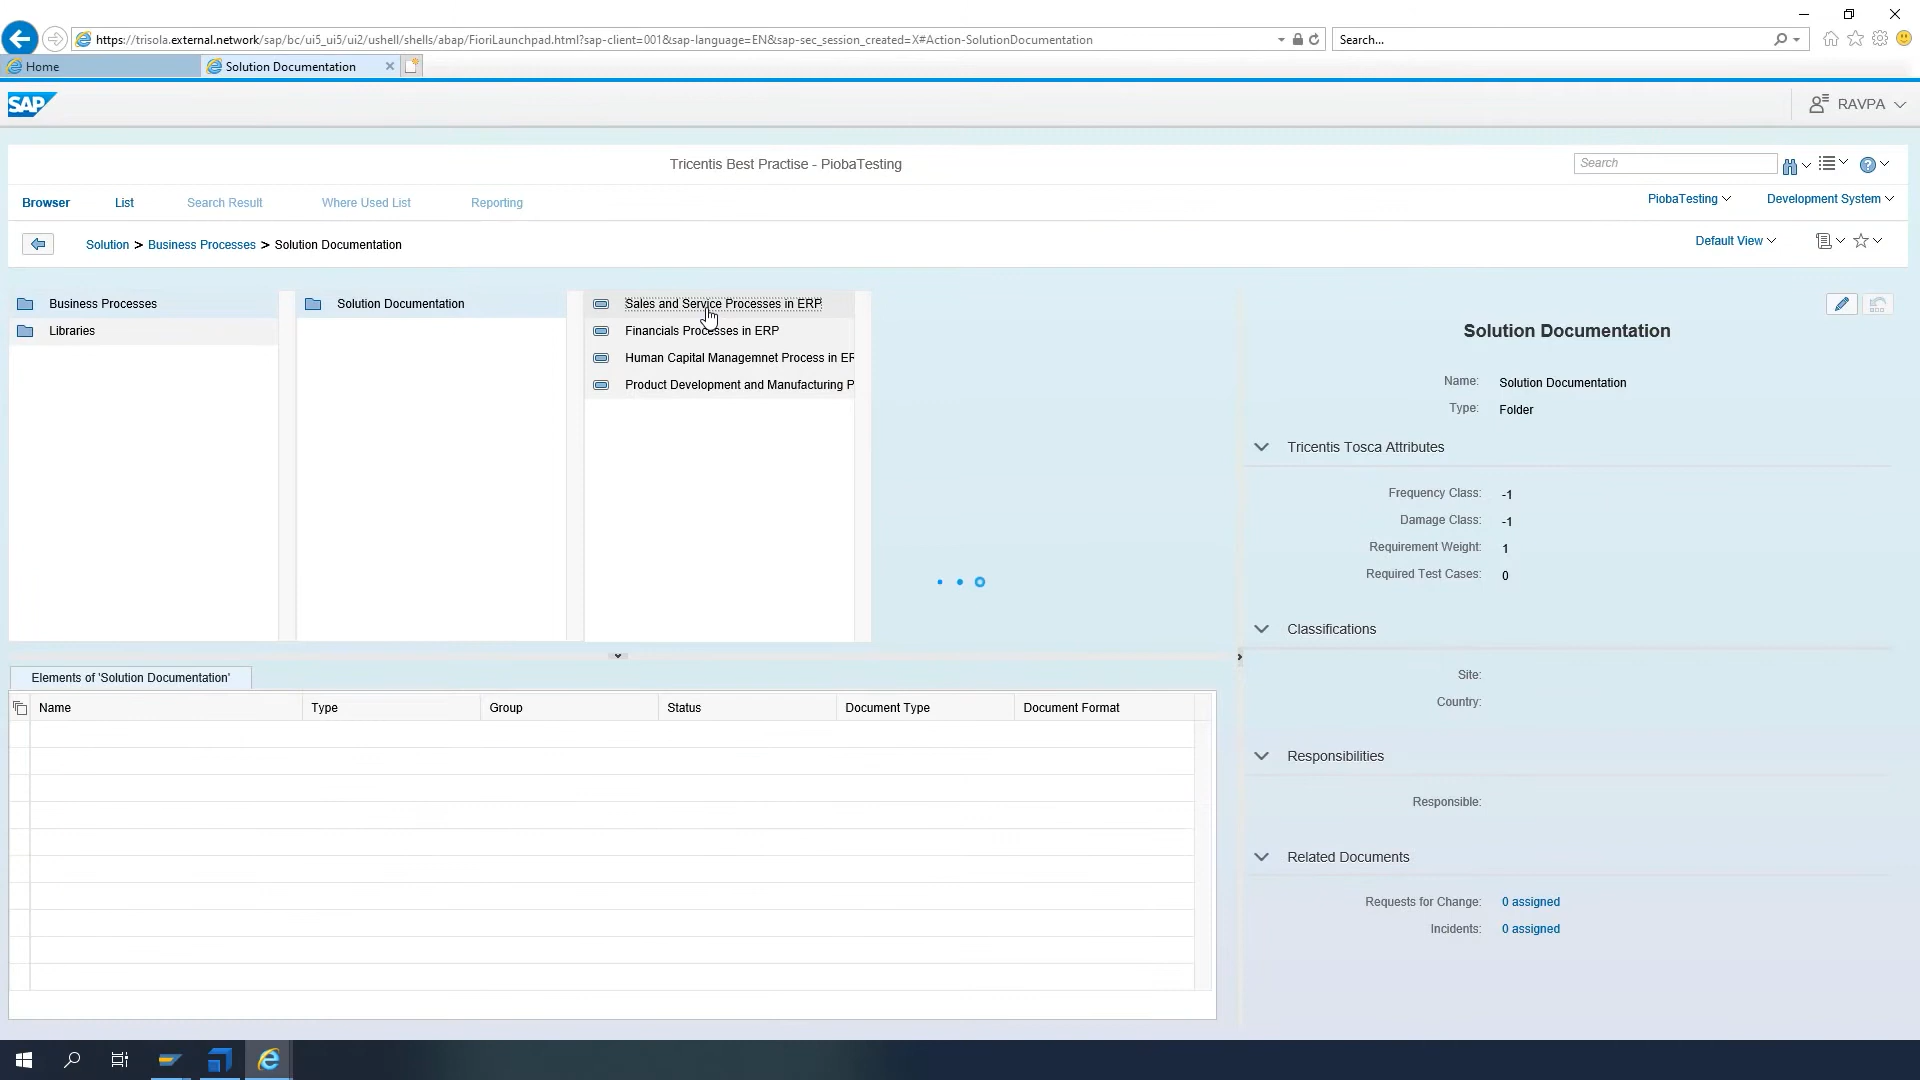 https://trisola.external.network/sap/bc/ui5_ui5/ui2/ushell/shells/abap/FioriLaunchpad.html?sap-client=001&sap-language=EN&sap-sec_session_created=X#Action-SolutionDocumentation
Search...
Home
Solution Documentation
SAP
RAVPA
Tricentis Best Practise - PiobaTesting
Search
Browser
List
Search Result
Where Used List
Reporting
PiobaTesting
Development System
Solution > Business Processes > Solution Documentation
Default View
Business Processes
Libraries
Solution Documentation
Sales and Service Processes in ERP
Financials Processes in ERP
Human Capital Managemnet Process in ER
Product Development and Manufacturing P
Solution Documentation
Name: Solution Documentation
Type: Folder
Tricentis Tosca Attributes
Frequency Class: -1
Damage Class: -1
Requirement Weight: 1
Required Test Cases: 0
Classifications
Site:
Country:
Responsibilities
Responsible:
Related Documents
Requests for Change: 0 assigned
Incidents: 0 assigned
Elements of 'Solution Documentation'
Name
Type
Group
Status
Document Type
Document Format